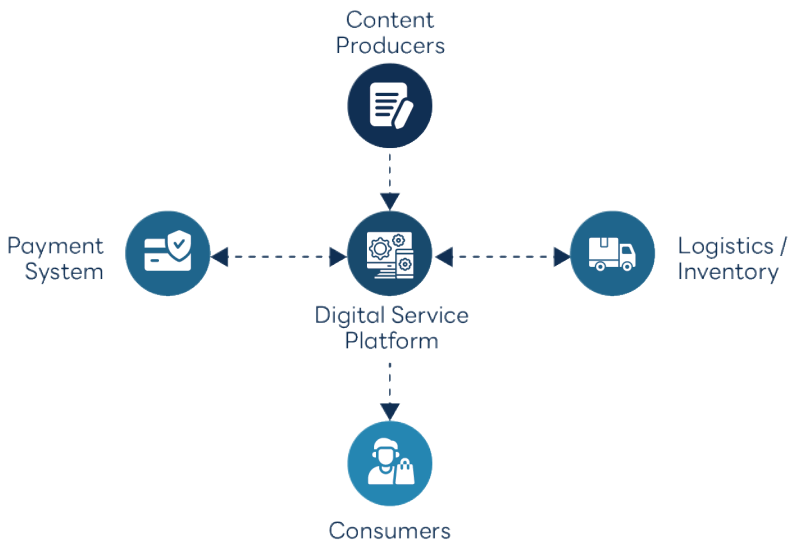 Content
Producers
Payment
System
Logistics /
Inventory
Digital Service
Platform
Consumers